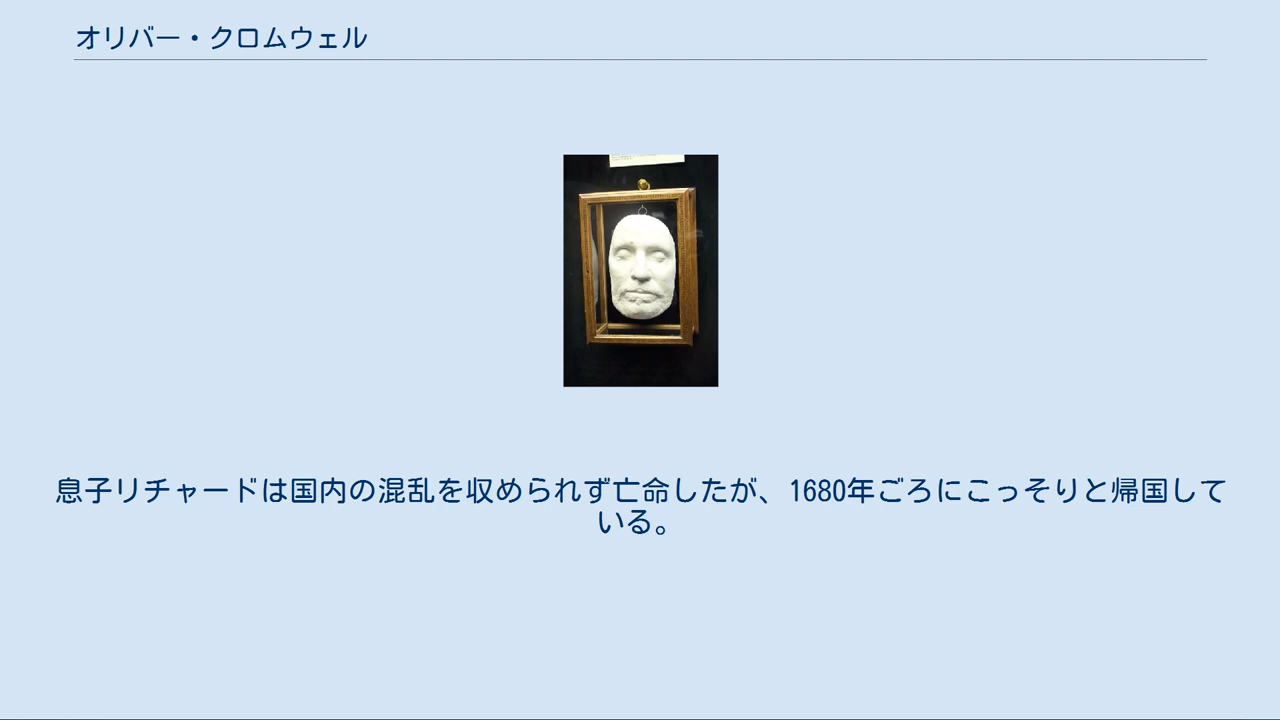 オリバー・クロムウェル
息子リチャードは国内の混乱を収められず亡命したが、1680年ごろにこっそりと帰国して
いる。